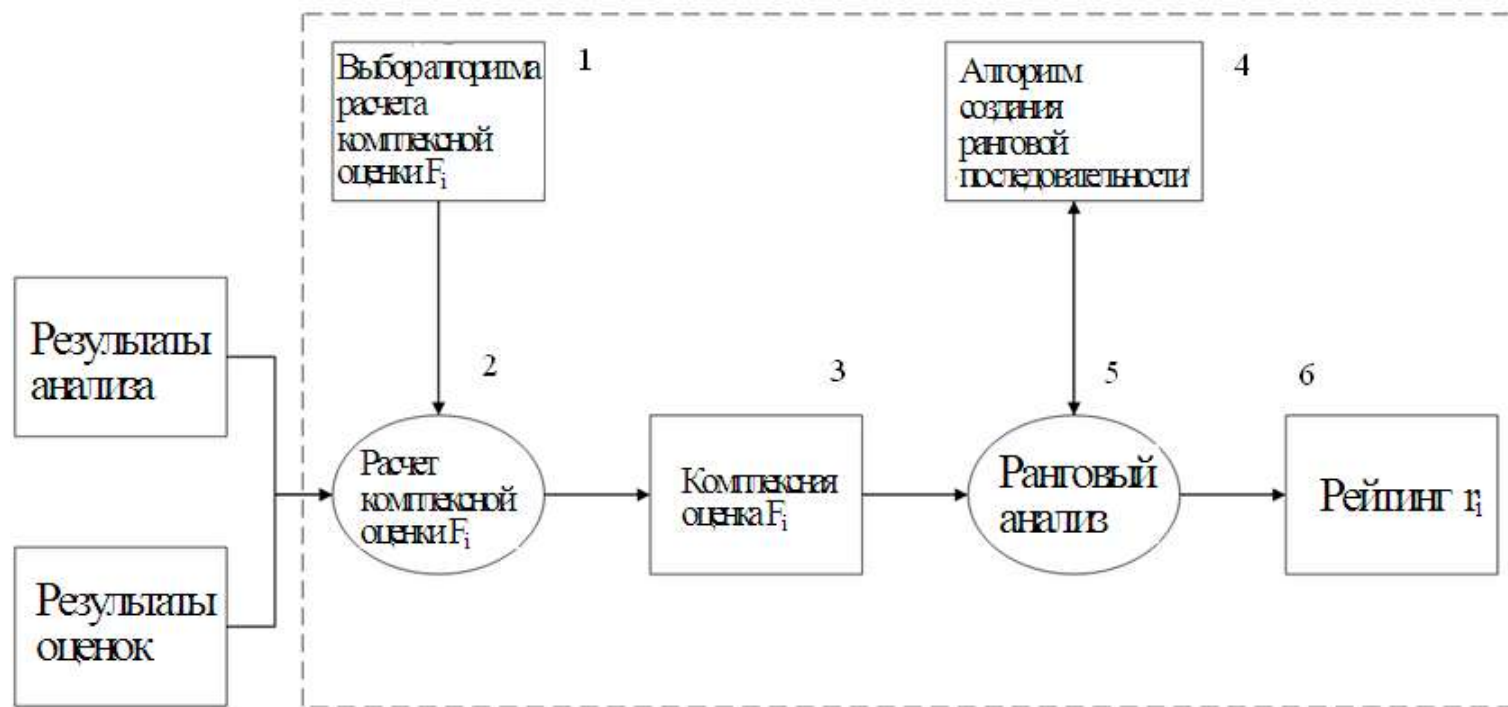 Выбор алгоритма
расчета
комплексной
оценки Fi
1
Алгоритм
создания
ранговой
последовательности
4
Результаты
анализа
Результаты
оценок
2
Расчет
комплексной
оценки Fi
3
Комплексная
оценка Fi
5
Ранговый
анализ
6
Рейтинг ri